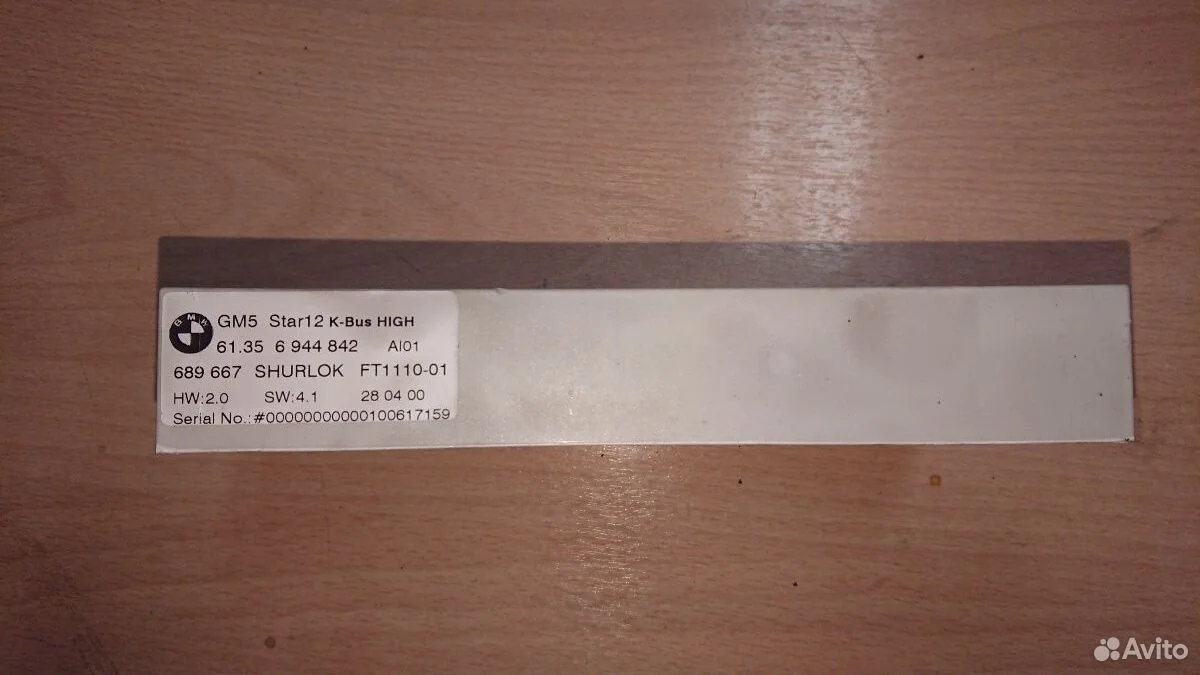 BMW
GM5 Star12 K-Bus HIGH
61.35 6 944 842 AI01
689 667 SHURLOK FT1110-01
HW:2.0 SW:4.1 28 04 00
Serial No.:#00000000000100617159
Avito